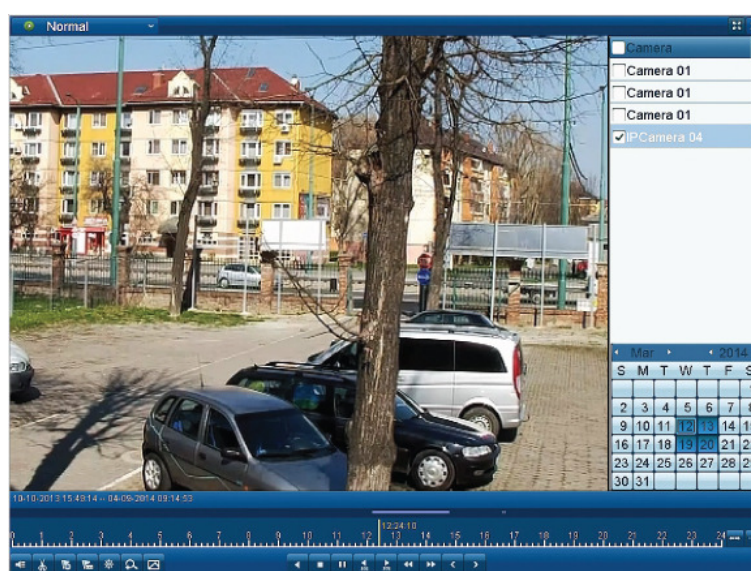 Normal
Camera
Camera 01
Camera 01
Camera 01
IPCamera 04
Mar 2014
S M T W T F S
2 3 4 5 6 7
9 10 11 12 13 14
16 17 18 19 20 21
23 24 25 26 27 28
30 31
10-10-2013 15:49:14 -- 04-09-2014 09:14:53
12:24:10
0 1 2 3 4 5 6 7 8 9 10 11 12 13 14 15 16 17 18 19 20 21 22 23 24